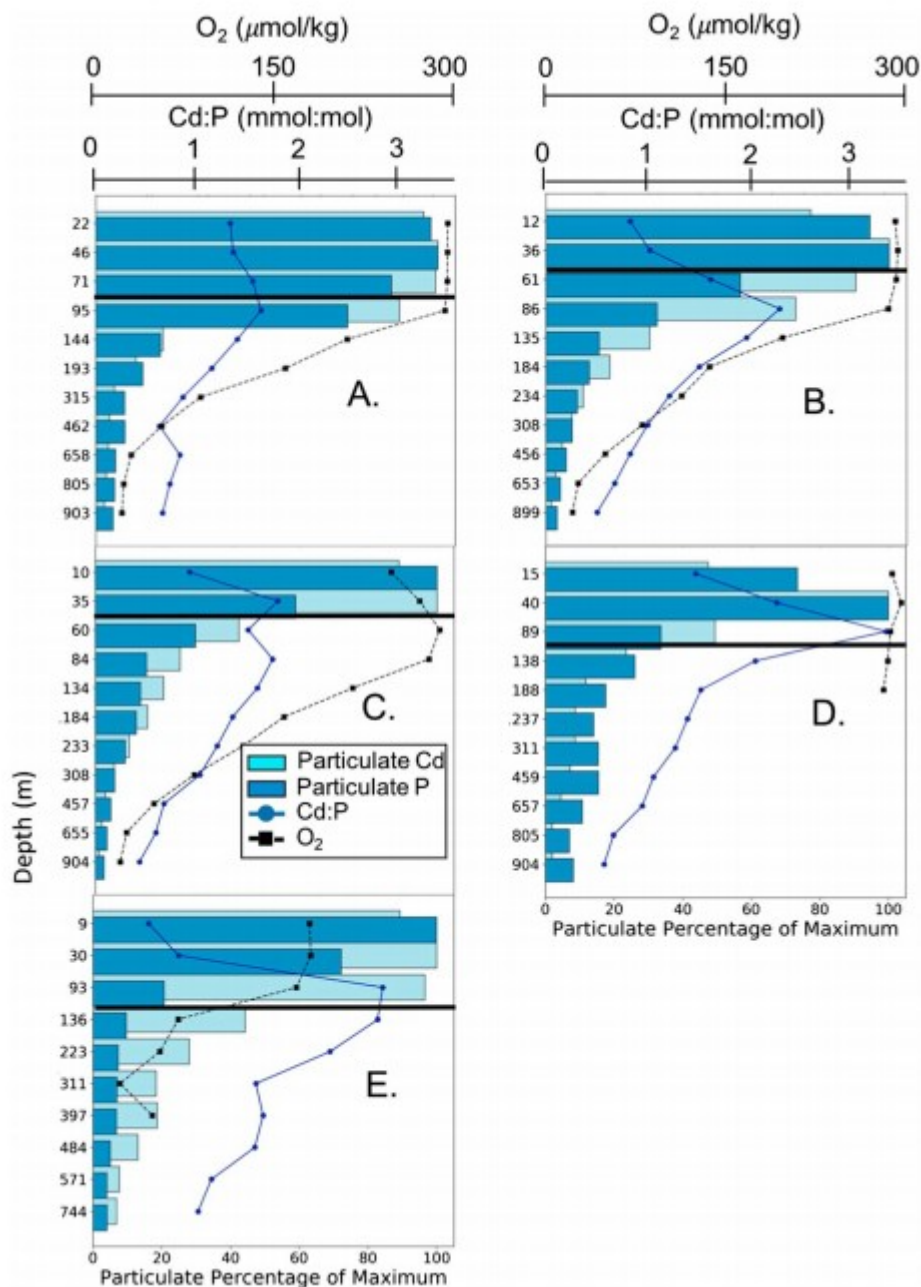 O₂ (μmol/kg)
0 150 300
Cd:P (mmol:mol)
0 1 2 3
O₂ (μmol/kg)
0 150 300
Cd:P (mmol:mol)
0 1 2 3
22
46
71
95
144
193
315
462
658
805
903
A.
12
36
61
86
135
184
234
308
456
653
899
B.
10
35
60
84
134
184
233
308
457
655
904
C.
Particulate Cd
Particulate P
Cd:P
O₂
15
40
89
138
188
237
311
459
657
805
904
D.
0 20 40 60 80 100
Particulate Percentage of Maximum
Depth (m)
9
30
93
136
223
311
397
484
571
744
E.
0 20 40 60 80 100
Particulate Percentage of Maximum